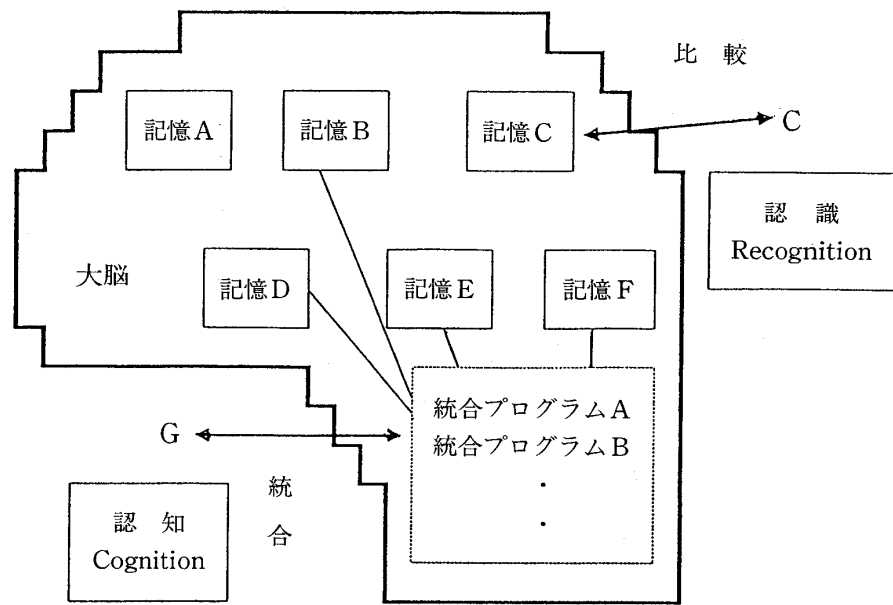 比 較
記憶A
記憶B
記憶C
C
認 識
Recognition
大脳
記憶D
記憶E
記憶F
統合プログラムA
統合プログラムB
・
・
G
統
合
認 知
Cognition